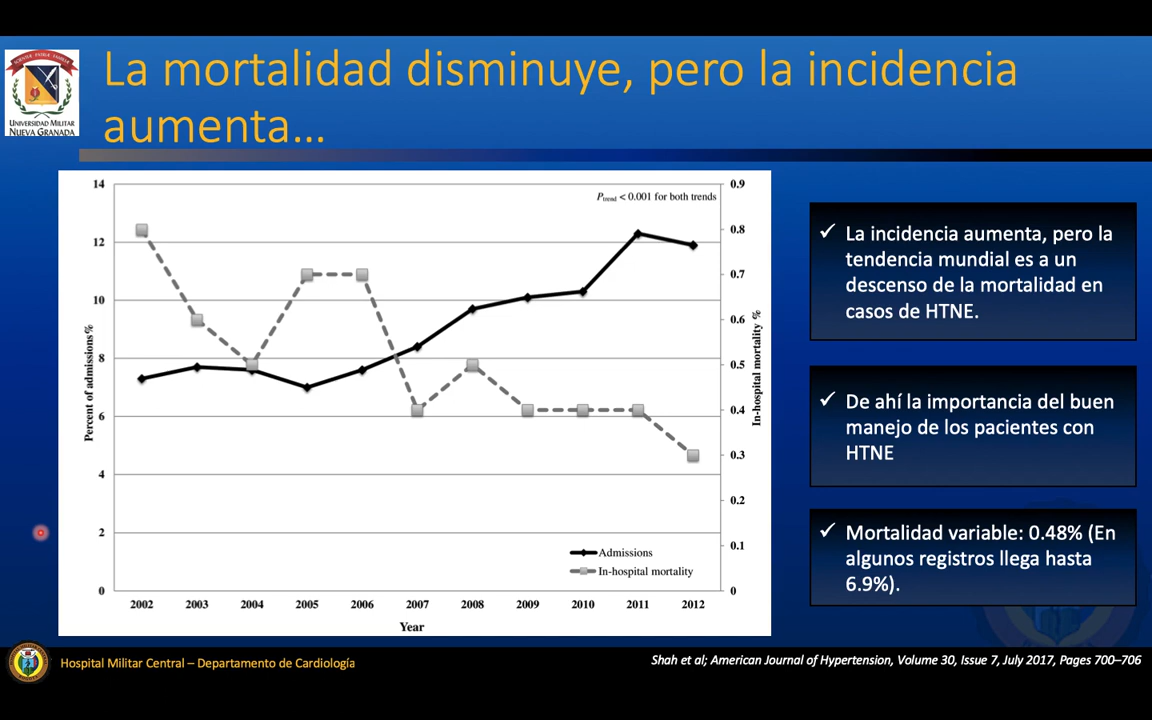 La mortalidad disminuye, pero la incidencia
aumenta...
UNIVERSIDAD MILITAR
NUEVA GRANADA
P trend < 0.001 for both trends
14
12
10
8
6
4
2
0
Percent of admissions%
0.9
0.8
0.7
0.6
0.5
0.4
0.3
0.2
0.1
0
In-hospital mortality %
Admissions
In-hospital mortality
2002 2003 2004 2005 2006 2007 2008 2009 2010 2011 2012
Year
✓ La incidencia aumenta, pero la
tendencia mundial es a un
descenso de la mortalidad en
casos de HTNE.
✓ De ahí la importancia del buen
manejo de los pacientes con
HTNE
✓ Mortalidad variable: 0.48% (En
algunos registros llega hasta
6.9%).
Hospital Militar Central – Departamento de Cardiología
Shah et al; American Journal of Hypertension, Volume 30, Issue 7, July 2017, Pages 700–706